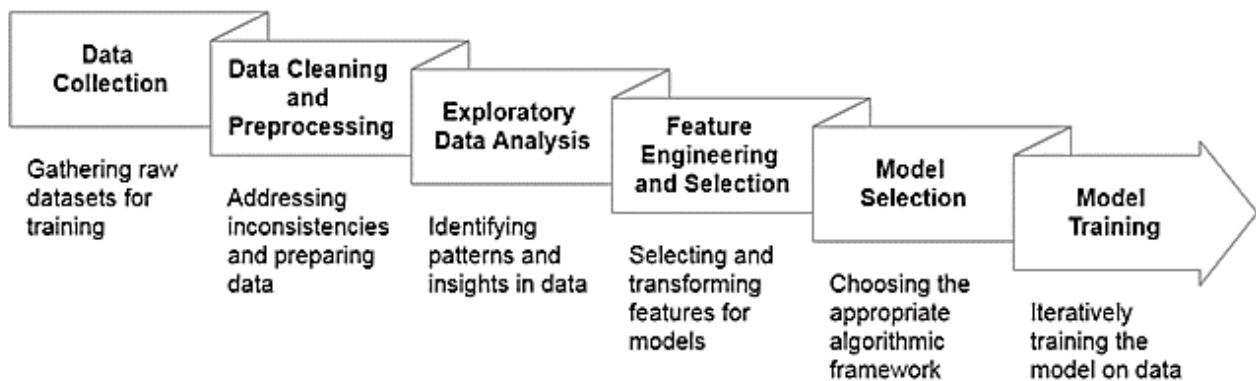 Data
Collection
Gathering raw
datasets for
training
Data Cleaning
and
Preprocessing
Addressing
inconsistencies
and preparing
data
Exploratory
Data Analysis
Identifying
patterns and
insights in data
Feature
Engineering
and Selection
Selecting and
transforming
features for
models
Model
Selection
Choosing the
appropriate
algorithmic
framework
Model
Training
Iteratively
training the
model on data